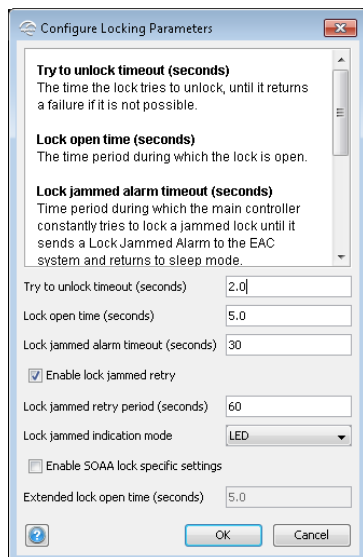 Configure Locking Parameters
Try to unlock timeout (seconds)
The time the lock tries to unlock, until it returns
a failure if it is not possible.
Lock open time (seconds)
The time period during which the lock is open.
Lock jammed alarm timeout (seconds)
Time period during which the main controller
constantly tries to lock a jammed lock until it
sends a Lock Jammed Alarm to the EAC
system and returns to sleep mode.
Try to unlock timeout (seconds) 2.0
Lock open time (seconds) 5.0
Lock jammed alarm timeout (seconds) 30
Enable lock jammed retry
Lock jammed retry period (seconds) 60
Lock jammed indication mode LED
Enable SOAA lock specific settings
Extended lock open time (seconds) 5.0
? OK Cancel